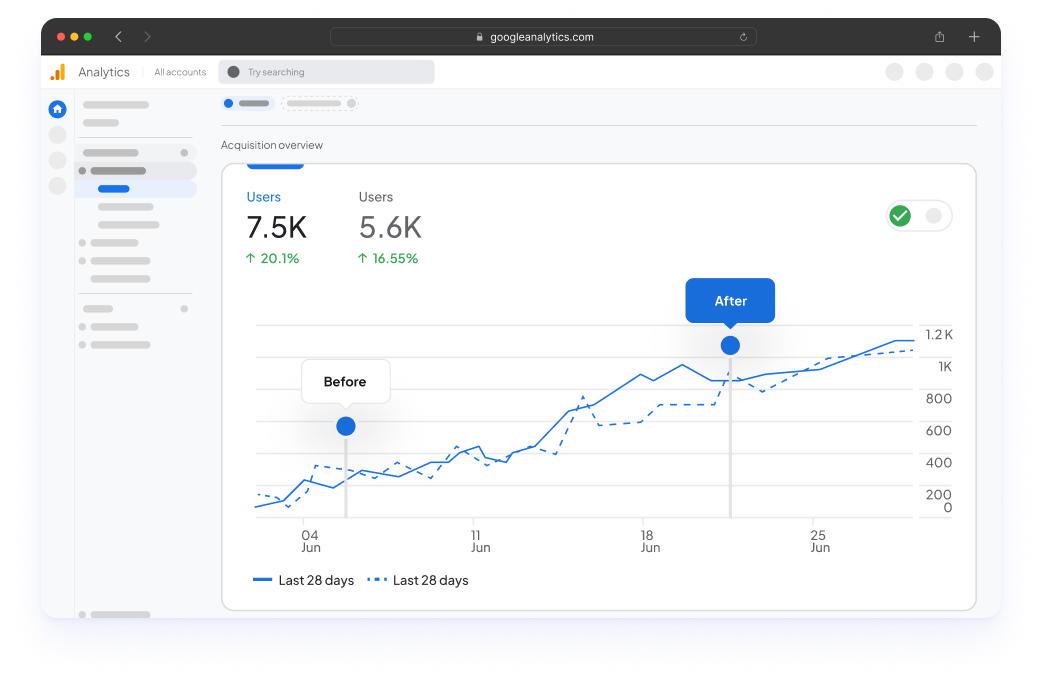 googleanalytics.com
Analytics
All accounts
Try searching
Acquisition overview
Users
7.5K
↑ 20.1%
Users
5.6K
↑ 16.55%
After
Before
1.2 K
1K
800
600
400
200
0
04
Jun
11
Jun
18
Jun
25
Jun
Last 28 days
Last 28 days